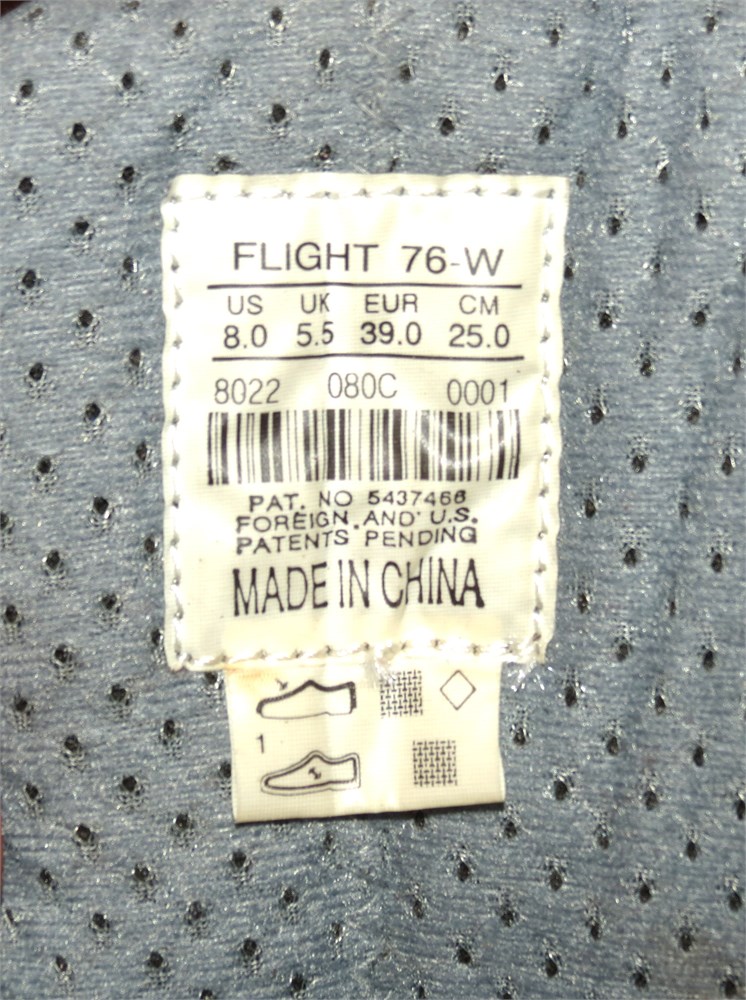 FLIGHT 76-W
US UK EUR CM
8.0 5.5 39.0 25.0
8022 080C 0001
PAT. NO 5437466
FOREIGN.AND U.S.
PATENTS PENDING
MADE IN CHINA
1